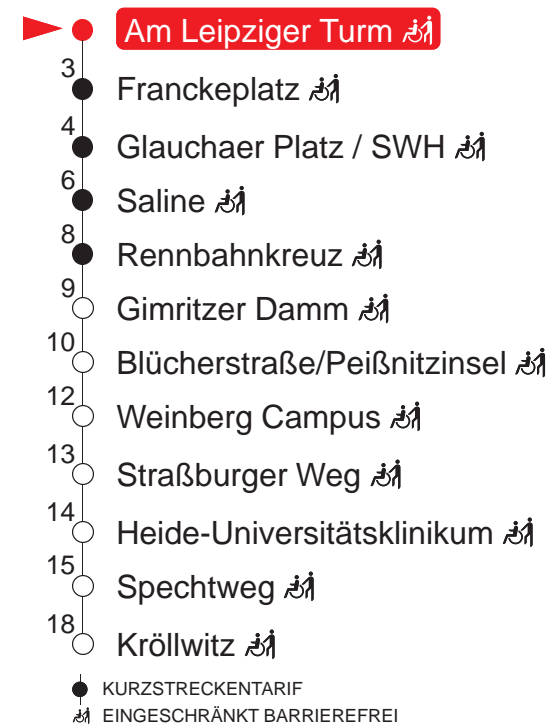 Am Leipziger Turm
3
Franckeplatz
4
Glauchaer Platz / SWH
6
Saline
8
Rennbahnkreuz
9
Gimritzer Damm
10
Blücherstraße/Peißnitzinsel
12
Weinberg Campus
13
Straßburger Weg
14
Heide-Universitätsklinikum
15
Spechtweg
18
Kröllwitz
KURZSTRECKENTARIF
EINGESCHRÄNKT BARRIEREFREI